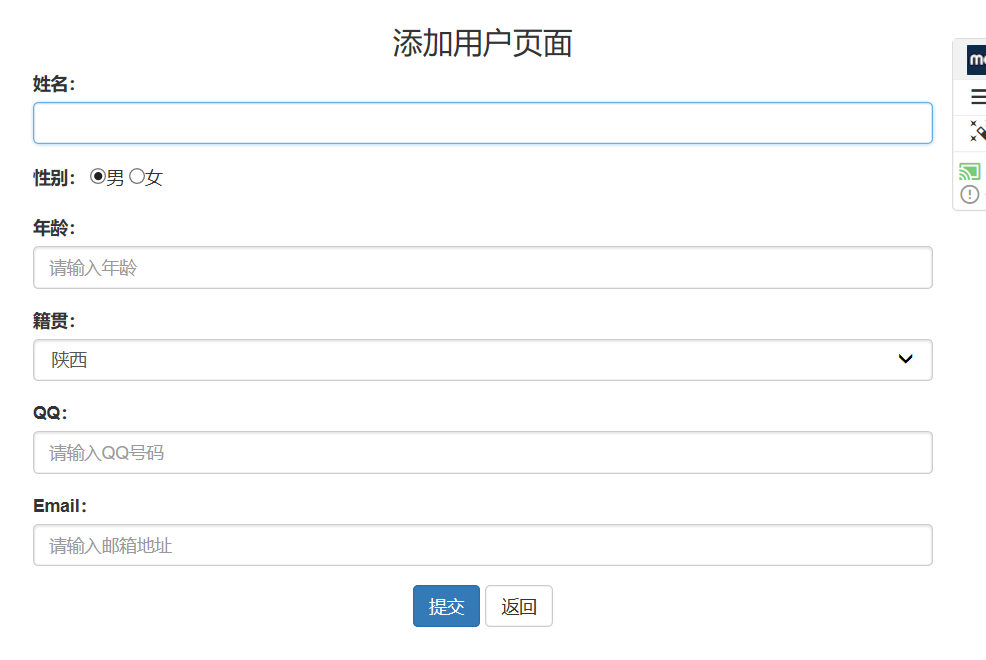 添加用户页面
姓名：
性别： 男 女
年龄：
请输入年龄
籍贯：
陕西
QQ：
请输入QQ号码
Email：
请输入邮箱地址
提交 返回